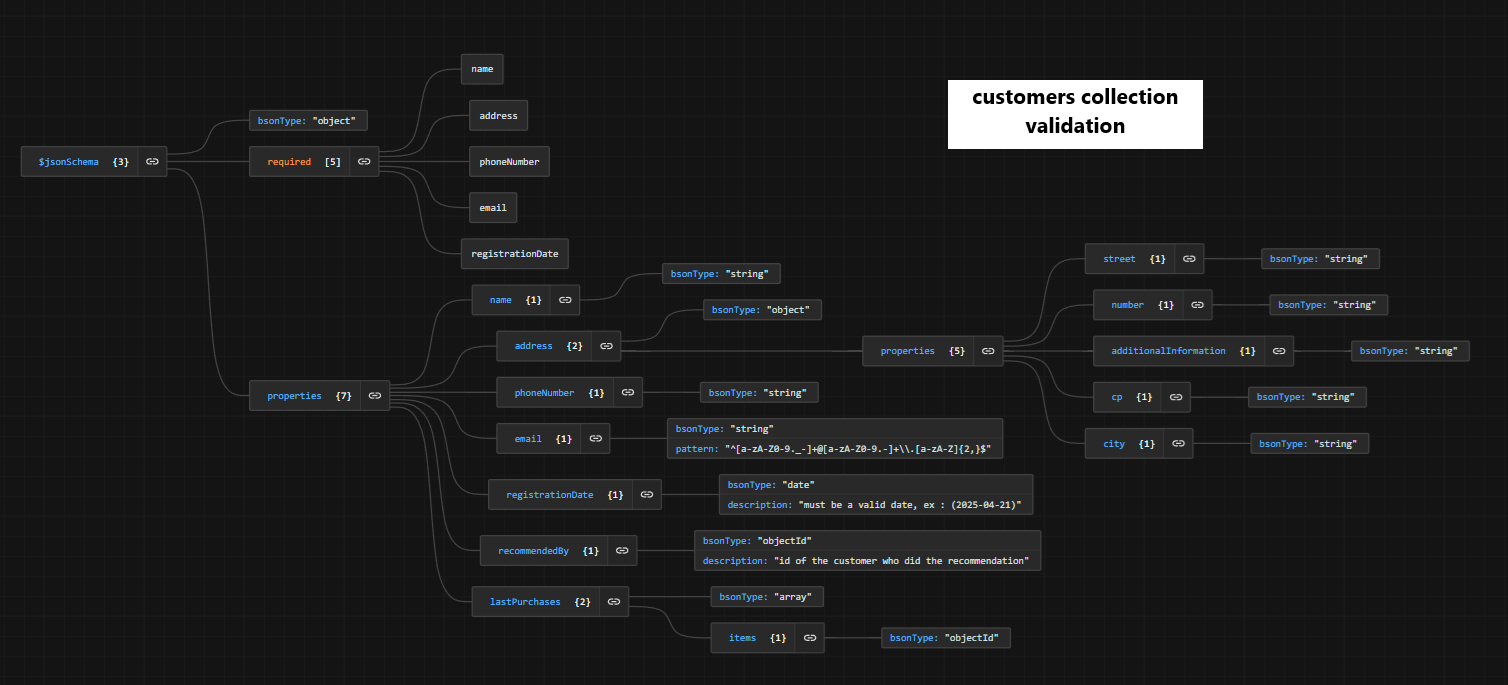 customers collection
validation
$jsonSchema {3}
bsonType: "object"
required [5]
name
address
phoneNumber
email
registrationDate
properties {7}
name {1}
bsonType: "string"
address {2}
bsonType: "object"
properties {5}
street {1}
bsonType: "string"
number {1}
bsonType: "string"
additionalInformation {1}
bsonType: "string"
cp {1}
bsonType: "string"
city {1}
bsonType: "string"
phoneNumber {1}
bsonType: "string"
email {1}
bsonType: "string"
pattern: "^[a-zA-Z0-9._-]+@[a-zA-Z0-9.-]+\\.[a-zA-Z]{2,}$"
registrationDate {1}
bsonType: "date"
description: "must be a valid date, ex : (2025-04-21)"
recommendedBy {1}
bsonType: "objectId"
description: "id of the customer who did the recommendation"
lastPurchases {2}
bsonType: "array"
items {1}
bsonType: "objectId"